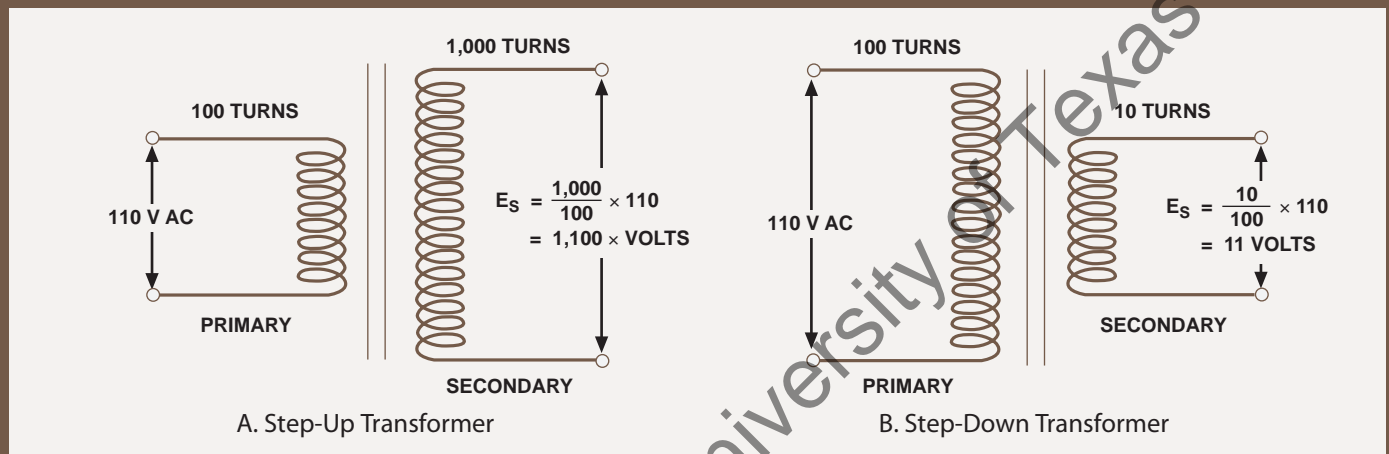 1,000 TURNS
100 TURNS
110 V AC
E_S = 1,000/100 × 110
= 1,100 × VOLTS
PRIMARY
SECONDARY
A. Step-Up Transformer
100 TURNS
10 TURNS
110 V AC
E_S = 10/100 × 110
= 11 VOLTS
SECONDARY
PRIMARY
B. Step-Down Transformer
University of Texas